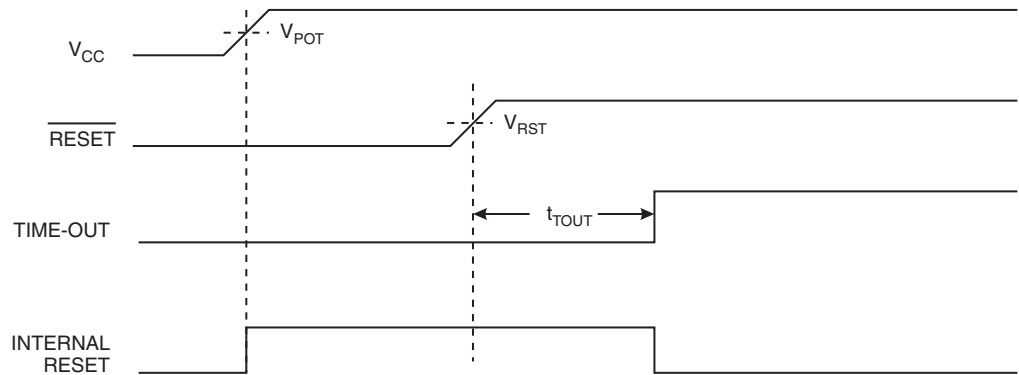 V_POT
V_CC
RESET
V_RST
t_TOUT
TIME-OUT
INTERNAL
RESET